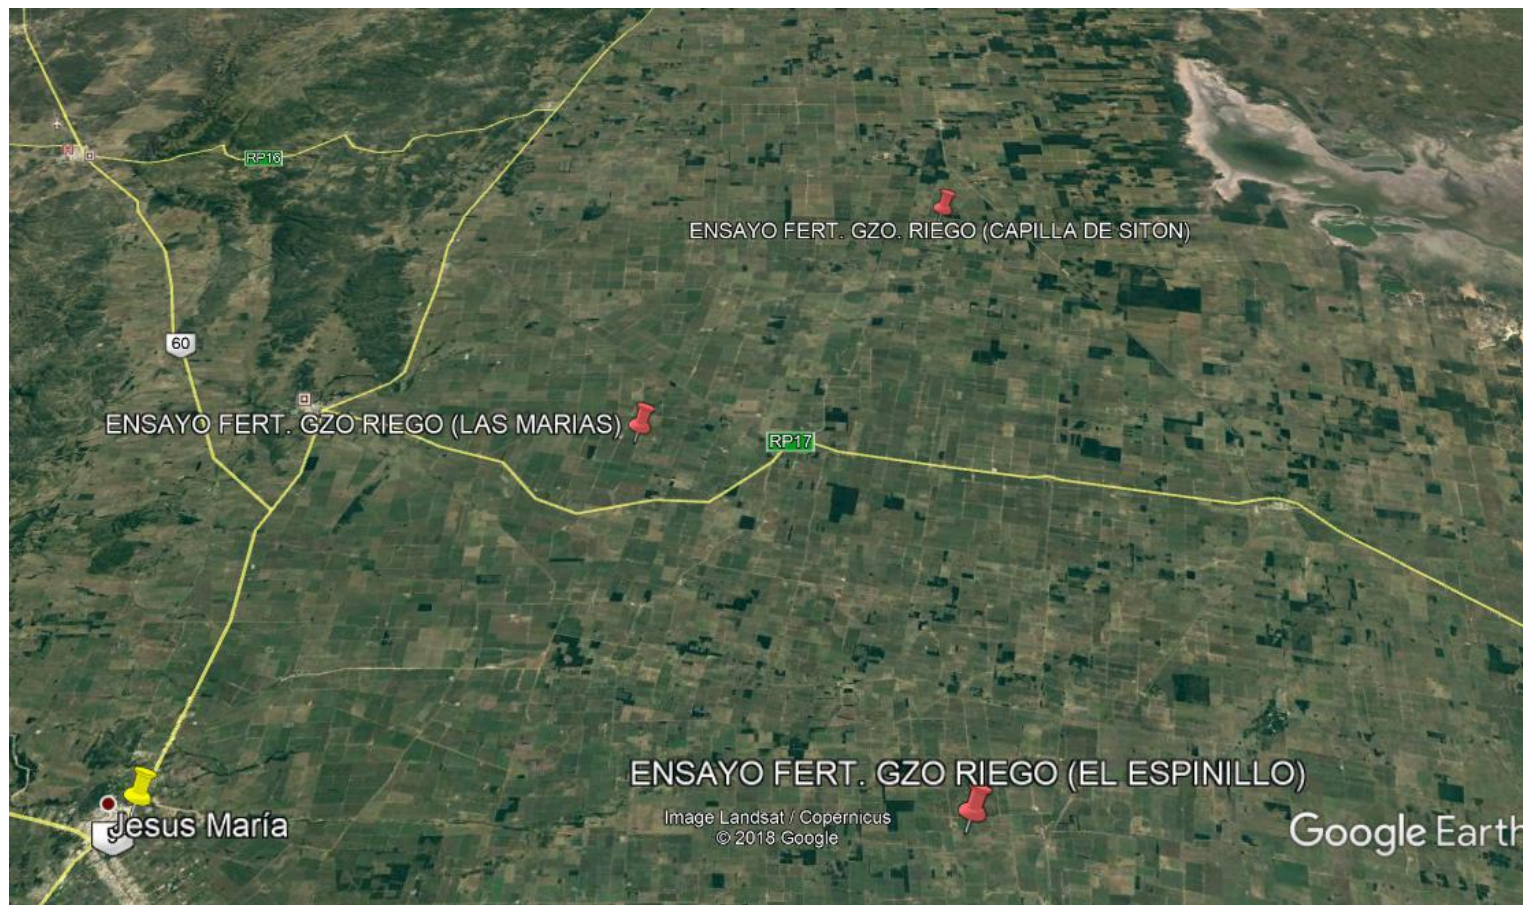 RP16
ENSAYO FERT. GZO. RIEGO (CAPILLA DE SITON)
60
ENSAYO FERT. GZO RIEGO (LAS MARIAS)
RP17
ENSAYO FERT. GZO RIEGO (EL ESPINILLO)
Jesus María
Image Landsat / Copernicus
© 2018 Google
Google Earth